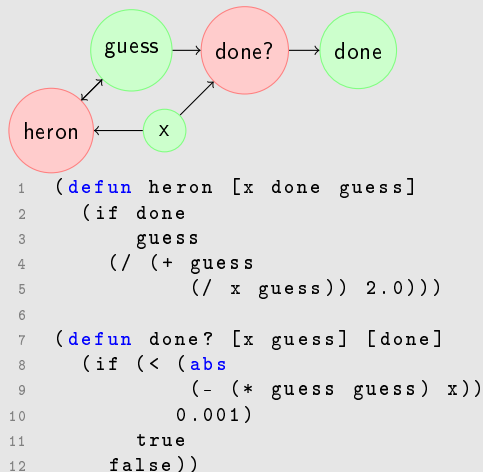 guess done? done
heron x
1 (defun heron [x done guess]
2 (if done
3 guess
4 (/ (+ guess
5 (/ x guess)) 2.0)))
6
7 (defun done? [x guess] [done]
8 (if (< (abs
9 (- (* guess guess) x))
10 0.001)
11 true
12 false))